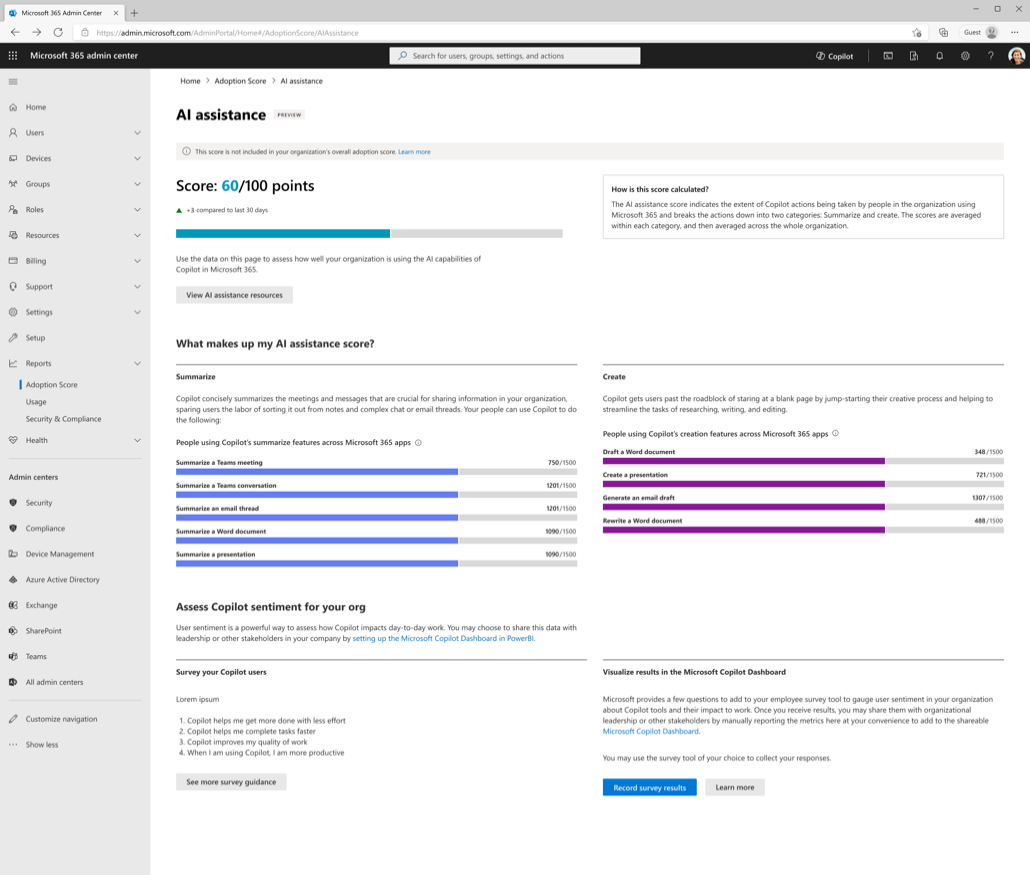 Microsoft 365 Admin Center
https://admin.microsoft.com/AdminPortal/Home#/AdoptionScore/AIAssistance
Guest
Microsoft 365 admin center
Search for users, groups, settings, and actions
Copilot
Home
Users
Devices
Groups
Roles
Resources
Billing
Support
Settings
Setup
Reports
Adoption Score
Usage
Security & Compliance
Health
Admin centers
Security
Compliance
Device Management
Azure Active Directory
Exchange
SharePoint
Teams
All admin centers
Customize navigation
Show less
Home > Adoption Score > AI assistance
AI assistance PREVIEW
This score is not included in your organization's overall adoption score. Learn more
Score: 60/100 points
+3 compared to last 30 days
Use the data on this page to assess how well your organization is using the AI capabilities of
Copilot in Microsoft 365.
View AI assistance resources
How is this score calculated?
The AI assistance score indicates the extent of Copilot actions being taken by people in the organization using
Microsoft 365 and breaks the actions down into two categories: Summarize and create. The scores are averaged
within each category, and then averaged across the whole organization.
What makes up my AI assistance score?
Summarize
Copilot concisely summarizes the meetings and messages that are crucial for sharing information in your organization,
sparing users the labor of sorting it out from notes and complex chat or email threads. Your people can use Copilot to do
the following:
People using Copilot's summarize features across Microsoft 365 apps
Summarize a Teams meeting 750/1500
Summarize a Teams conversation 1201/1500
Summarize an email thread 1201/1500
Summarize a Word document 1090/1500
Summarize a presentation 1090/1500
Create
Copilot gets users past the roadblock of staring at a blank page by jump-starting their creative process and helping to
streamline the tasks of researching, writing, and editing.
People using Copilot's creation features across Microsoft 365 apps
Draft a Word document 348/1500
Create a presentation 721/1500
Generate an email draft 1307/1500
Rewrite a Word document 488/1500
Assess Copilot sentiment for your org
User sentiment is a powerful way to assess how Copilot impacts day-to-day work. You may choose to share this data with
leadership or other stakeholders in your company by setting up the Microsoft Copilot Dashboard in PowerBI.
Survey your Copilot users
Lorem ipsum
1. Copilot helps me get more done with less effort
2. Copilot helps me complete tasks faster
3. Copilot improves my quality of work
4. When I am using Copilot, I am more productive
See more survey guidance
Visualize results in the Microsoft Copilot Dashboard
Microsoft provides a few questions to add to your employee survey tool to gauge user sentiment in your organization
about Copilot tools and their impact to work. Once you receive results, you may share them with organizational
leadership or other stakeholders by manually reporting the metrics here at your convenience to add to the shareable
Microsoft Copilot Dashboard.
You may use the survey tool of your choice to collect your responses.
Record survey results
Learn more